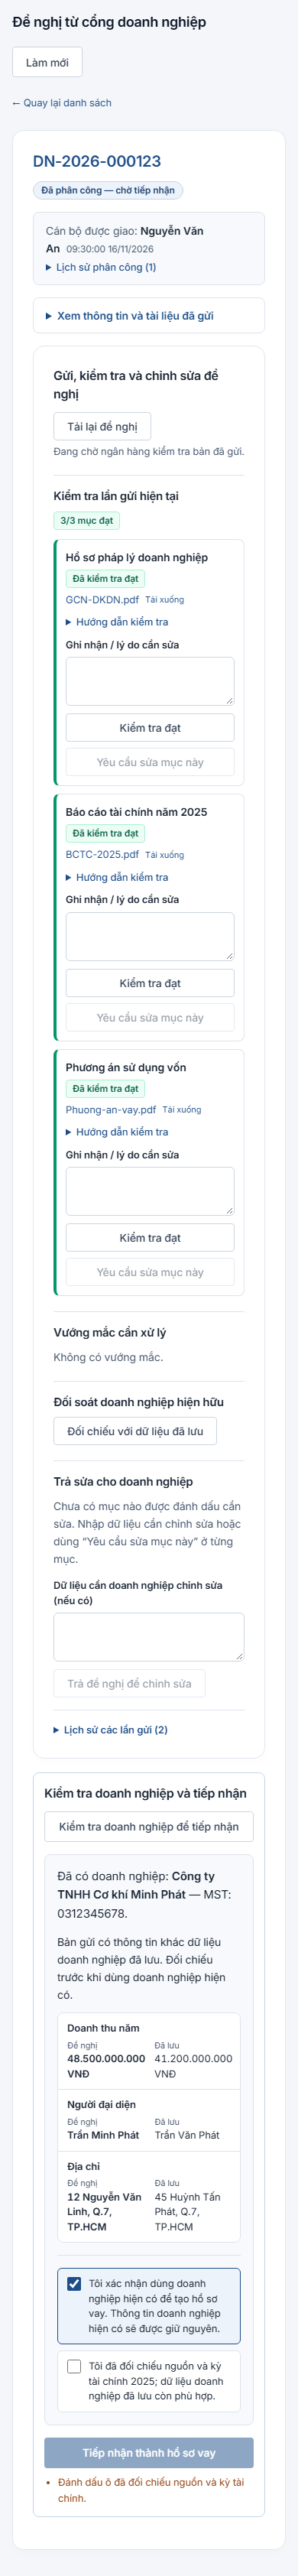 Đề nghị từ cổng doanh nghiệp
Làm mới
← Quay lại danh sách
DN-2026-000123
Đã phân công — chờ tiếp nhận
Cán bộ được giao: Nguyễn Văn
An 09:30:00 16/11/2026
▶ Lịch sử phân công (1)
▶ Xem thông tin và tài liệu đã gửi
Gửi, kiểm tra và chỉnh sửa đề
nghị
Tải lại đề nghị
Đang chờ ngân hàng kiểm tra bản đã gửi.
Kiểm tra lần gửi hiện tại
3/3 mục đạt
Hồ sơ pháp lý doanh nghiệp
Đã kiểm tra đạt
GCN-DKDN.pdf Tải xuống
▶ Hướng dẫn kiểm tra
Ghi nhận / lý do cần sửa
Kiểm tra đạt
Yêu cầu sửa mục này
Báo cáo tài chính năm 2025
Đã kiểm tra đạt
BCTC-2025.pdf Tải xuống
▶ Hướng dẫn kiểm tra
Ghi nhận / lý do cần sửa
Kiểm tra đạt
Yêu cầu sửa mục này
Phương án sử dụng vốn
Đã kiểm tra đạt
Phuong-an-vay.pdf Tải xuống
▶ Hướng dẫn kiểm tra
Ghi nhận / lý do cần sửa
Kiểm tra đạt
Yêu cầu sửa mục này
Vướng mắc cần xử lý
Không có vướng mắc.
Đối soát doanh nghiệp hiện hữu
Đối chiếu với dữ liệu đã lưu
Trả sửa cho doanh nghiệp
Chưa có mục nào được đánh dấu cần
sửa. Nhập dữ liệu cần chỉnh sửa hoặc
dùng “Yêu cầu sửa mục này” ở từng
mục.
Dữ liệu cần doanh nghiệp chỉnh sửa
(nếu có)
Trả đề nghị để chỉnh sửa
▶ Lịch sử các lần gửi (2)
Kiểm tra doanh nghiệp và tiếp nhận
Kiểm tra doanh nghiệp để tiếp nhận
Đã có doanh nghiệp: Công ty
TNHH Cơ khí Minh Phát — MST:
0312345678.
Bản gửi có thông tin khác dữ liệu
doanh nghiệp đã lưu. Đối chiếu
trước khi dùng doanh nghiệp hiện
có.
Doanh thu năm
Đề nghị Đã lưu
48.500.000.000 41.200.000.000
VNĐ VNĐ
Người đại diện
Đề nghị Đã lưu
Trần Minh Phát Trần Văn Phát
Địa chỉ
Đề nghị Đã lưu
12 Nguyễn Văn 45 Huỳnh Tấn
Linh, Q.7, Phát, Q.7,
TP.HCM TP.HCM
Tôi xác nhận dùng doanh
nghiệp hiện có để tạo hồ sơ
vay. Thông tin doanh nghiệp
hiện có sẽ được giữ nguyên.
Tôi đã đối chiếu nguồn và kỳ
tài chính 2025; dữ liệu doanh
nghiệp đã lưu còn phù hợp.
Tiếp nhận thành hồ sơ vay
• Đánh dấu ô đã đối chiếu nguồn và kỳ tài
chính.